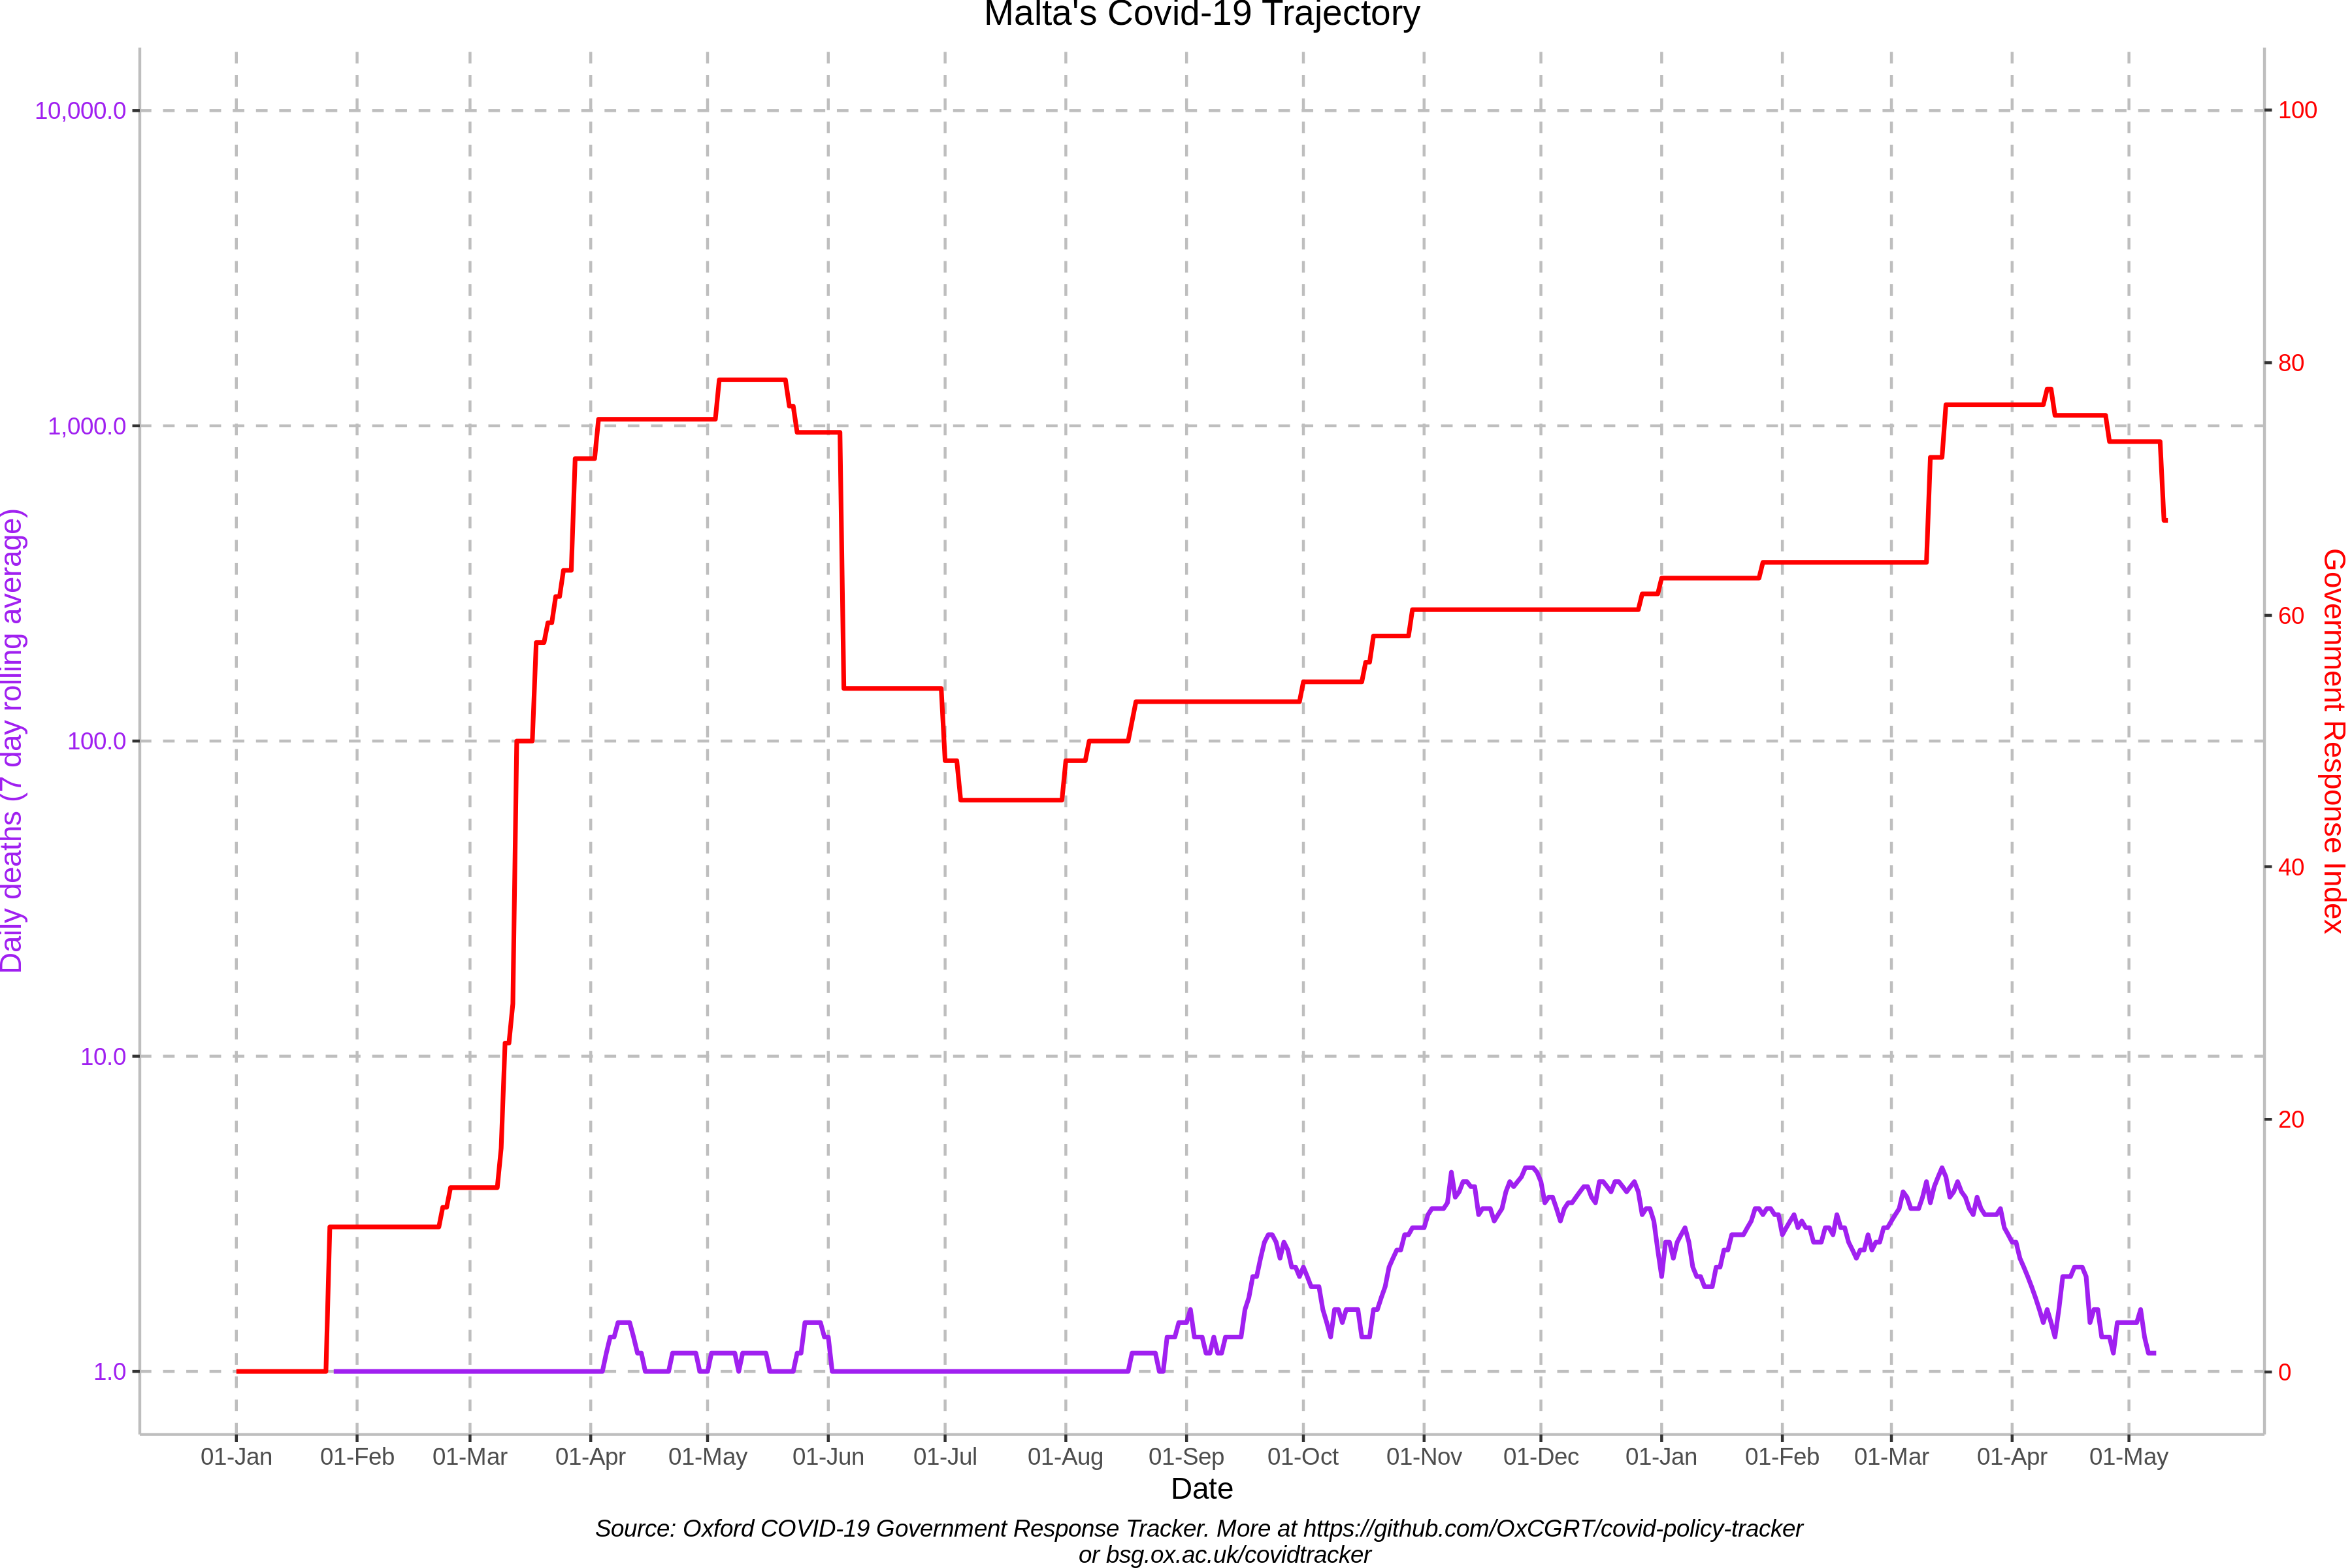 Malta's Covid-19 Trajectory
10,000.0
1,000.0
100.0
10.0
1.0
Daily deaths (7 day rolling average)
100
80
60
40
20
0
Government Response Index
01-Jan 01-Feb 01-Mar 01-Apr 01-May 01-Jun 01-Jul 01-Aug 01-Sep 01-Oct 01-Nov 01-Dec 01-Jan 01-Feb 01-Mar 01-Apr 01-May
Date
Source: Oxford COVID-19 Government Response Tracker. More at https://github.com/OxCGRT/covid-policy-tracker
or bsg.ox.ac.uk/covidtracker